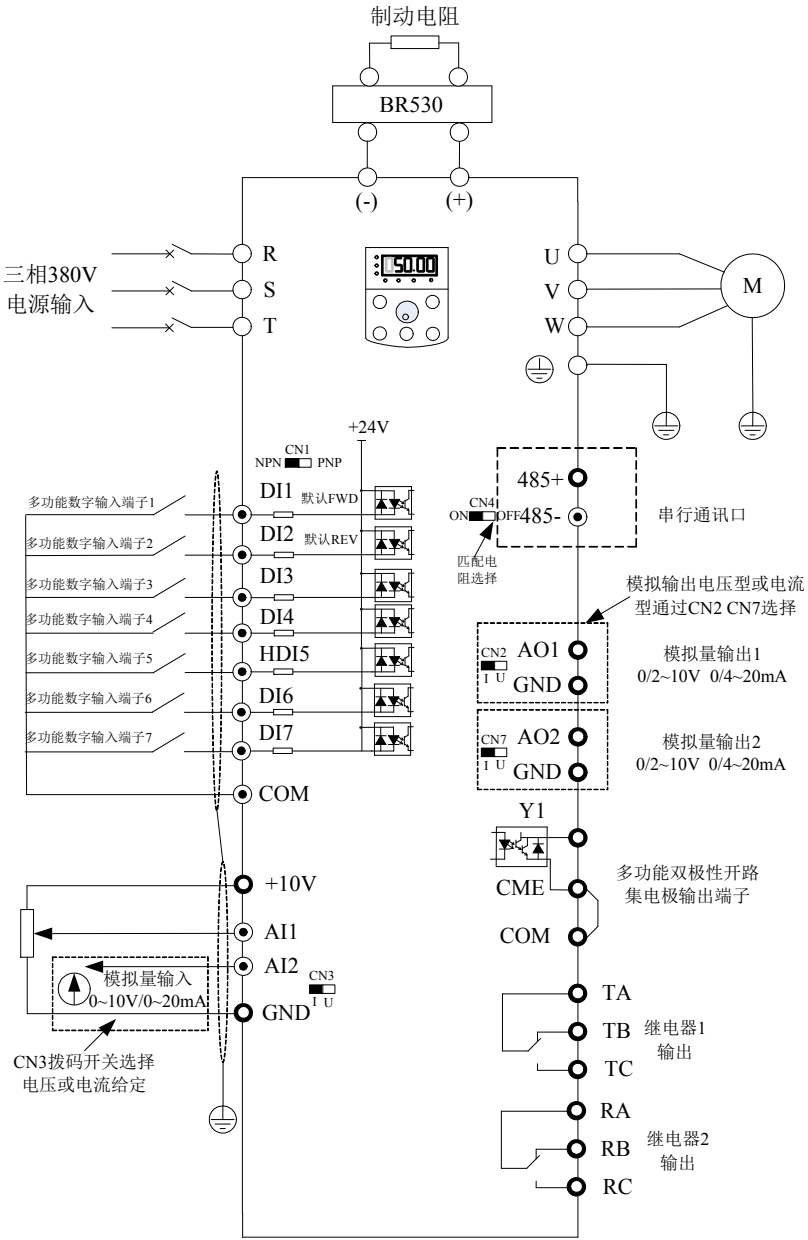 制动电阻
BR530
(-)
(+)
三相380V
电源输入
R
S
T
50.00
U
V
W
M
+24V
CN1
NPN
PNP
多功能数字输入端子1
DI1
默认FWD
多功能数字输入端子2
DI2
默认REV
多功能数字输入端子3
DI3
多功能数字输入端子4
DI4
多功能数字输入端子5
HDI5
多功能数字输入端子6
DI6
多功能数字输入端子7
DI7
COM
485+
CN4
ON
OFF
485-
串行通讯口
匹配电
阻选择
模拟输出电压型或电流
型通过CN2 CN7选择
CN2
I U
AO1
GND
模拟量输出1
0/2~10V 0/4~20mA
CN7
I U
AO2
GND
模拟量输出2
0/2~10V 0/4~20mA
Y1
CME
COM
多功能双极性开路
集电极输出端子
+10V
AI1
AI2
GND
CN3
I U
模拟量输入
0~10V/0~20mA
CN3拨码开关选择
电压或电流给定
TA
TB
TC
继电器1
输出
RA
RB
RC
继电器2
输出